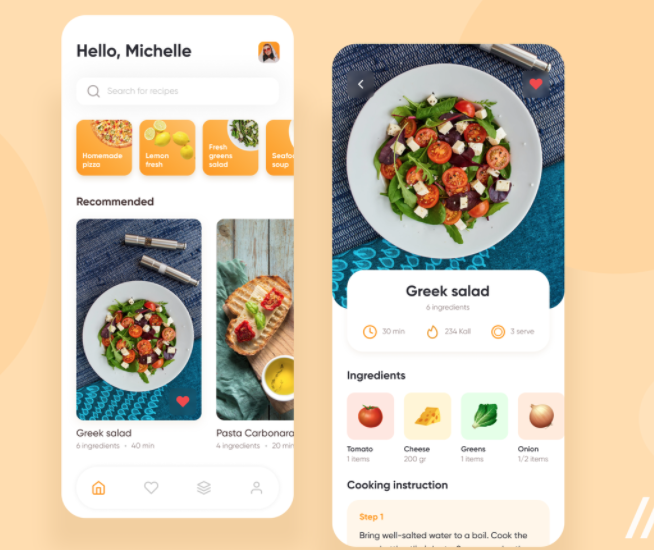 Hello, Michelle
Search for recipes
Homemade
pizza
Lemon
fresh
Fresh
greens
salad
Seafo
soup
Recommended
Greek salad
6 ingredients • 40 min
Pasta Carbonara
4 ingredients • 20 min
Greek salad
6 ingredients
30 min
234 Kall
3 serve
Ingredients
Tomato
1 items
Cheese
200 gr
Greens
1 items
Onion
1/2 items
Cooking instruction
Step 1
Bring well-salted water to a boil. Cook the